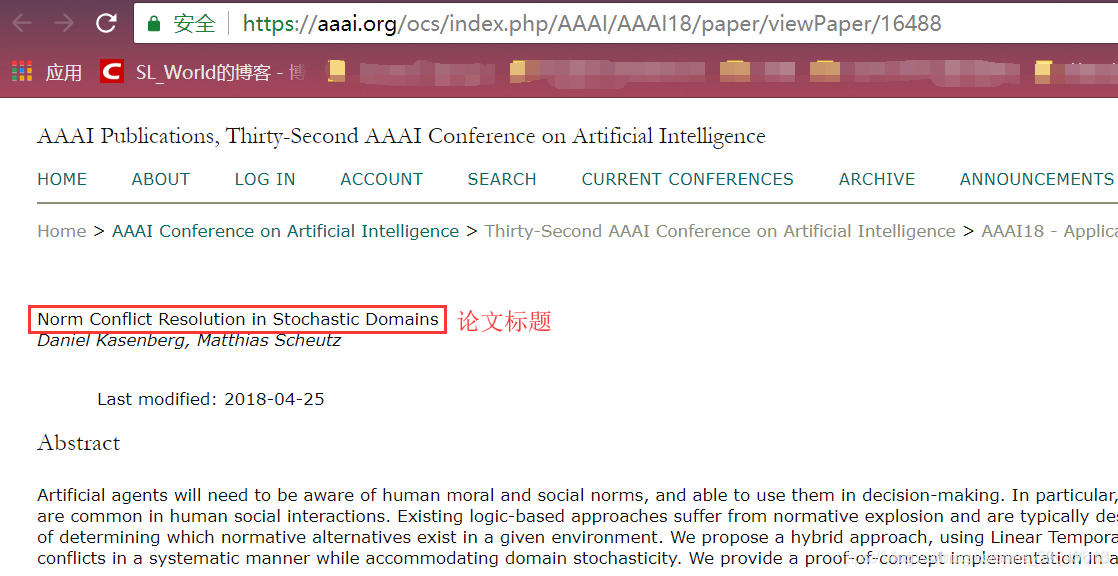 安全 https://aaai.org/ocs/index.php/AAAI/AAAI18/paper/viewPaper/16488
应用 C SL_World的博客 - 博
AAAI Publications, Thirty-Second AAAI Conference on Artificial Intelligence
HOME ABOUT LOG IN ACCOUNT SEARCH CURRENT CONFERENCES ARCHIVE ANNOUNCEMENTS
Home > AAAI Conference on Artificial Intelligence > Thirty-Second AAAI Conference on Artificial Intelligence > AAAI18 - Applica
Norm Conflict Resolution in Stochastic Domains 论文标题
Daniel Kasenberg, Matthias Scheutz
Last modified: 2018-04-25
Abstract
Artificial agents will need to be aware of human moral and social norms, and able to use them in decision-making. In particular,
are common in human social interactions. Existing logic-based approaches suffer from normative explosion and are typically des
of determining which normative alternatives exist in a given environment. We propose a hybrid approach, using Linear Tempora
conflicts in a systematic manner while accommodating domain stochasticity. We provide a proof-of-concept implementation in a